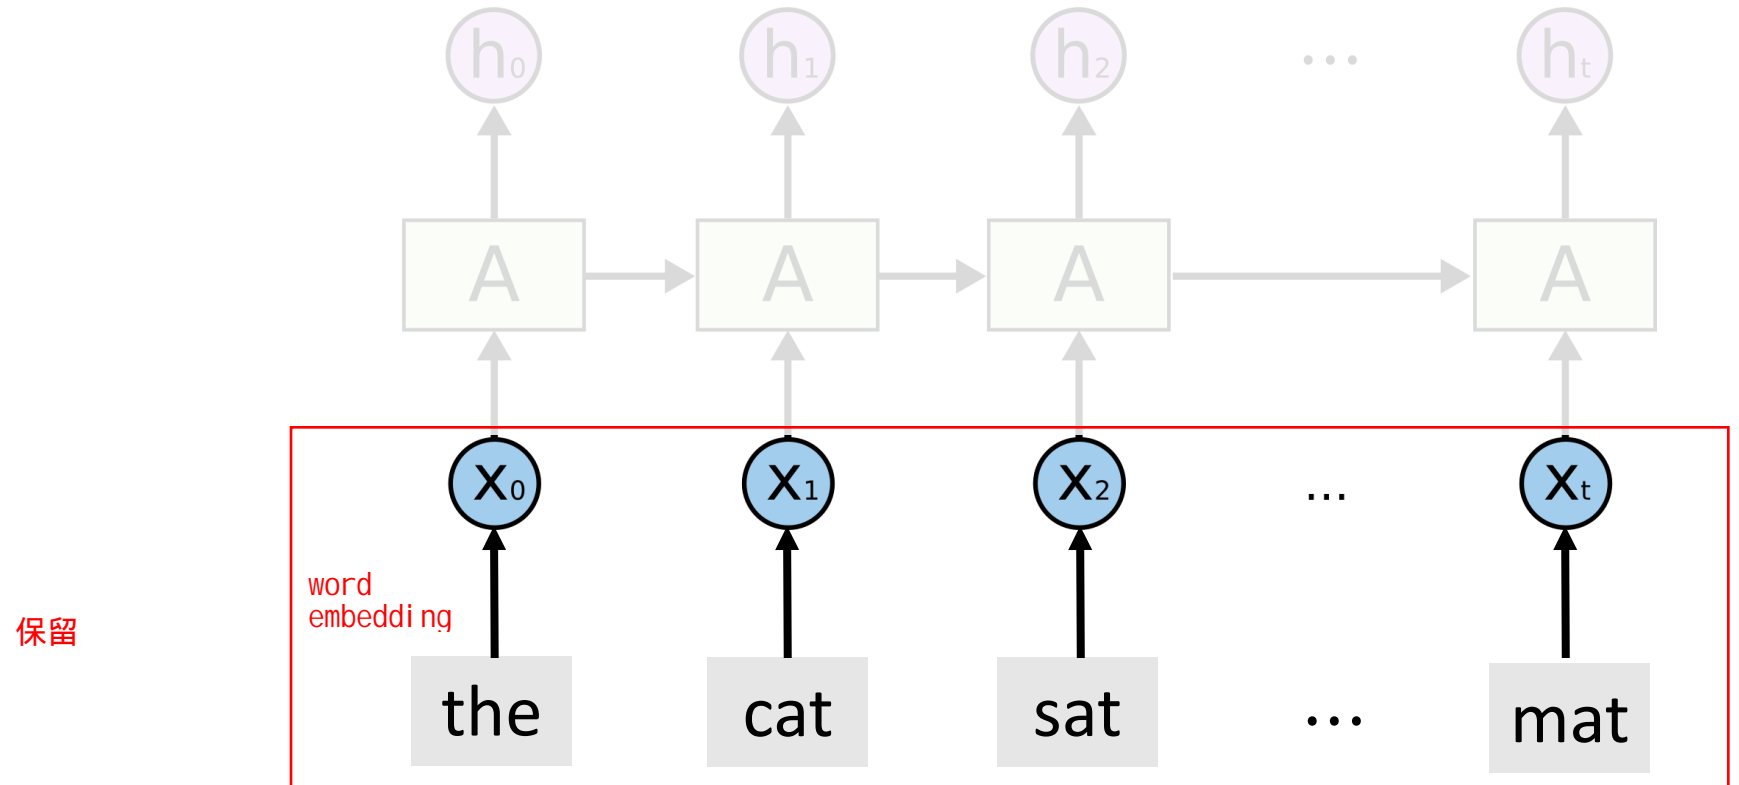 h0 h1 h2 ... ht
A A A A
x0 x1 x2 ... xt
word
embedding
保留
the cat sat ... mat